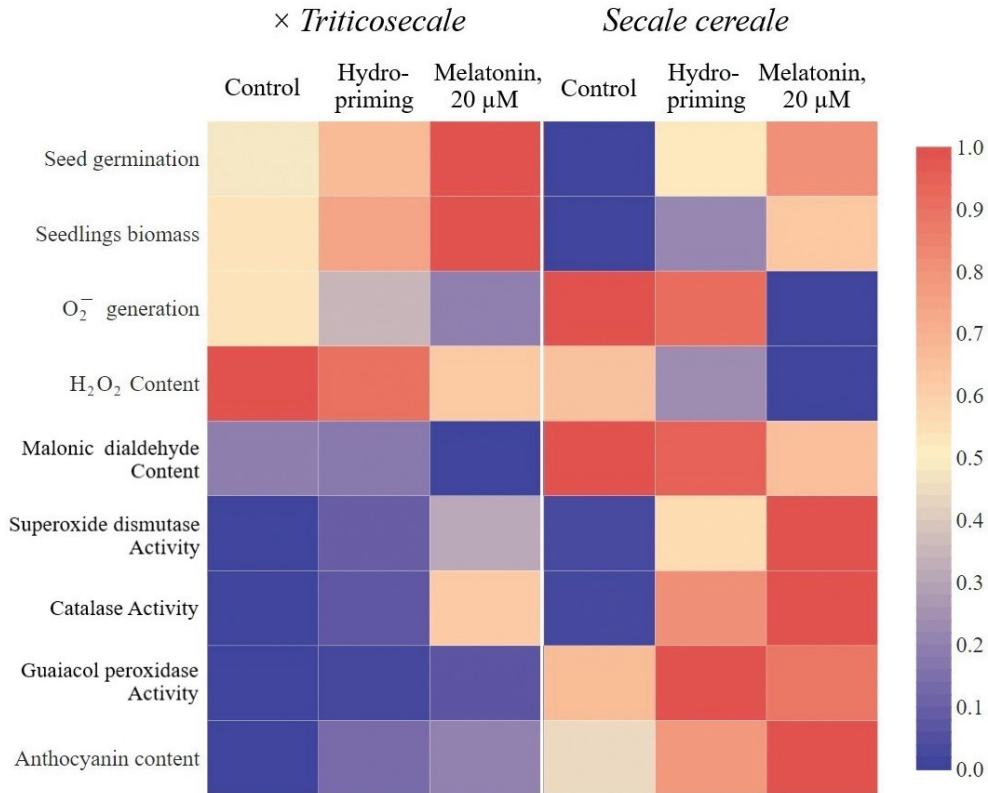 × Triticosecale
Secale cereale
Control
Hydro-
priming
Melatonin,
20 µM
Control
Hydro-
priming
Melatonin,
20 µM
Seed germination
Seedlings biomass
O₂⁻ generation
H₂O₂ Content
Malonic dialdehyde
Content
Superoxide dismutase
Activity
Catalase Activity
Guaiacol peroxidase
Activity
Anthocyanin content
1.0
0.9
0.8
0.7
0.6
0.5
0.4
0.3
0.2
0.1
0.0